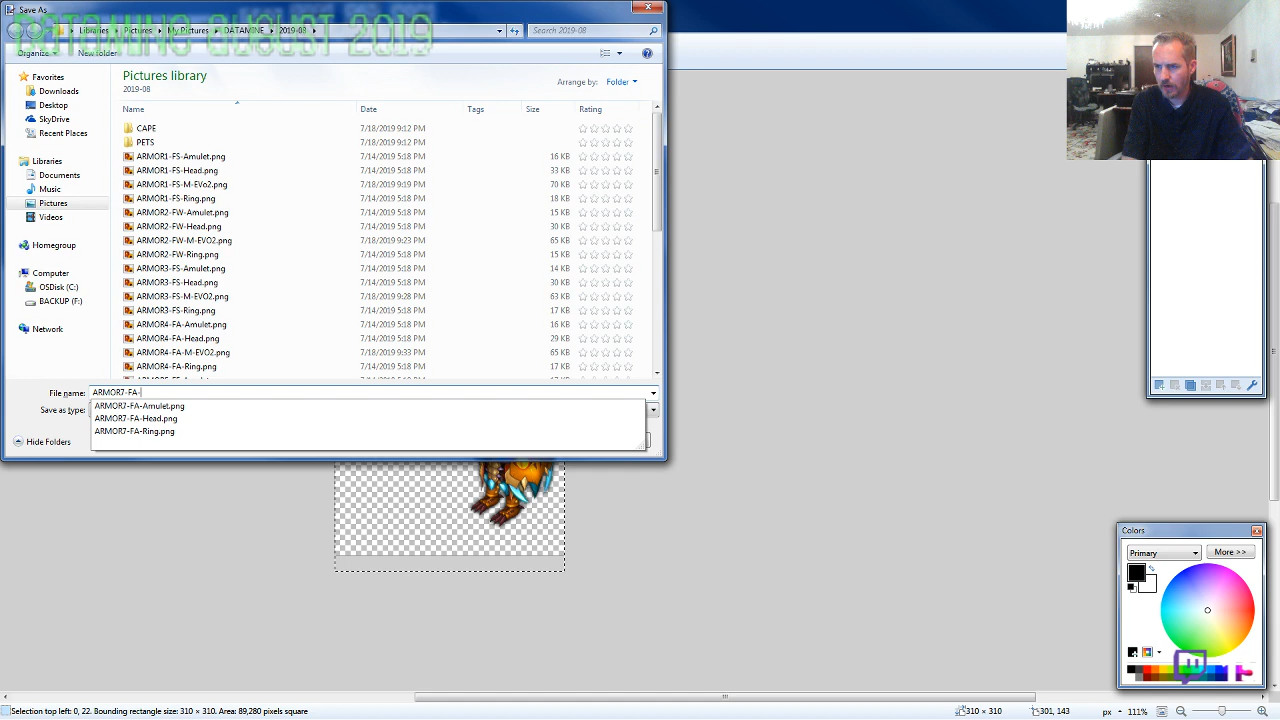 Save As
DATAMINE AUGUST 2019
Libraries ▸ Pictures ▸ My Pictures ▸ DATAMINE ▸ 2019-08 ▸
Search 2019-08
Organize
New folder
Favorites
Downloads
Desktop
SkyDrive
Recent Places
Libraries
Documents
Music
Pictures
Videos
Homegroup
Computer
OSDisk (C:)
BACKUP (F:)
Network
Pictures library
2019-08
Arrange by: Folder
Name Date Tags Size Rating
CAPE 7/18/2019 9:12 PM
PETS 7/18/2019 9:12 PM
ARMOR1-FS-Amulet.png 7/14/2019 5:18 PM 16 KB
ARMOR1-FS-Head.png 7/14/2019 5:18 PM 33 KB
ARMOR1-FS-M-EVo2.png 7/18/2019 9:19 PM 70 KB
ARMOR1-FS-Ring.png 7/14/2019 5:18 PM 18 KB
ARMOR2-FW-Amulet.png 7/14/2019 5:18 PM 15 KB
ARMOR2-FW-Head.png 7/14/2019 5:18 PM 30 KB
ARMOR2-FW-M-EVO2.png 7/18/2019 9:23 PM 65 KB
ARMOR2-FW-Ring.png 7/14/2019 5:18 PM 15 KB
ARMOR3-FS-Amulet.png 7/14/2019 5:18 PM 14 KB
ARMOR3-FS-Head.png 7/14/2019 5:18 PM 30 KB
ARMOR3-FS-M-EVO2.png 7/18/2019 9:28 PM 63 KB
ARMOR3-FS-Ring.png 7/14/2019 5:18 PM 17 KB
ARMOR4-FA-Amulet.png 7/14/2019 5:18 PM 16 KB
ARMOR4-FA-Head.png 7/14/2019 5:18 PM 29 KB
ARMOR4-FA-M-EVO2.png 7/18/2019 9:33 PM 65 KB
ARMOR4-FA-Ring.png 7/14/2019 5:18 PM 17 KB
File name: ARMOR7-FA-
Save as type:
ARMOR7-FA-Amulet.png
ARMOR7-FA-Head.png
ARMOR7-FA-Ring.png
Hide Folders
Colors
Primary
More >>
Selection top left: 0, 22. Bounding rectangle size: 310 × 310. Area: 89,280 pixels square
310 × 310
301, 143
px
111%